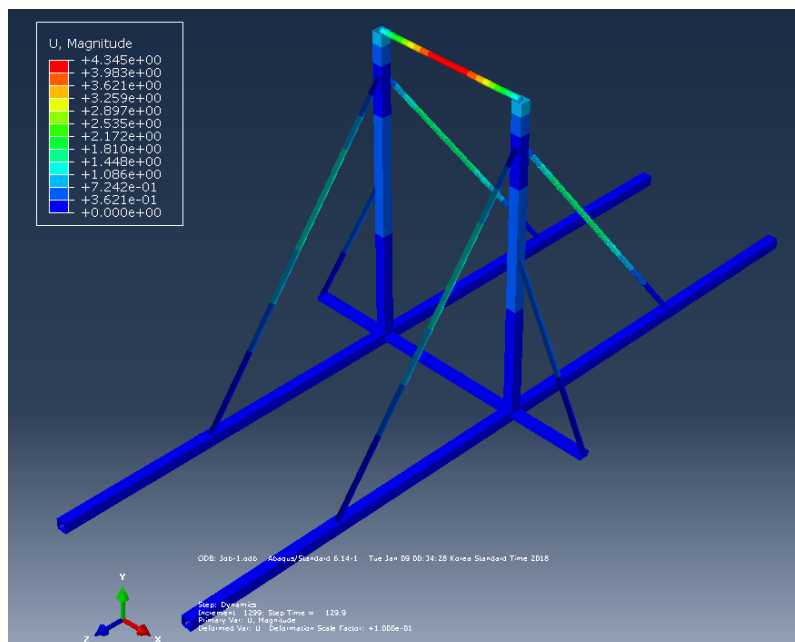 U, Magnitude
+4.345e+00
+3.983e+00
+3.621e+00
+3.259e+00
+2.897e+00
+2.535e+00
+2.172e+00
+1.810e+00
+1.448e+00
+1.086e+00
+7.242e-01
+3.621e-01
+0.000e+00
ODB: Job-1.odb Abaqus/Standard 6.14-1 Tue Jan 09 00:34:28 Korea Standard Time 2018
Y
Z
X
Step: Dynamics
Increment 1299: Step Time = 129.9
Primary Var: U, Magnitude
Deformed Var: U Deformation Scale Factor: +1.000e-01